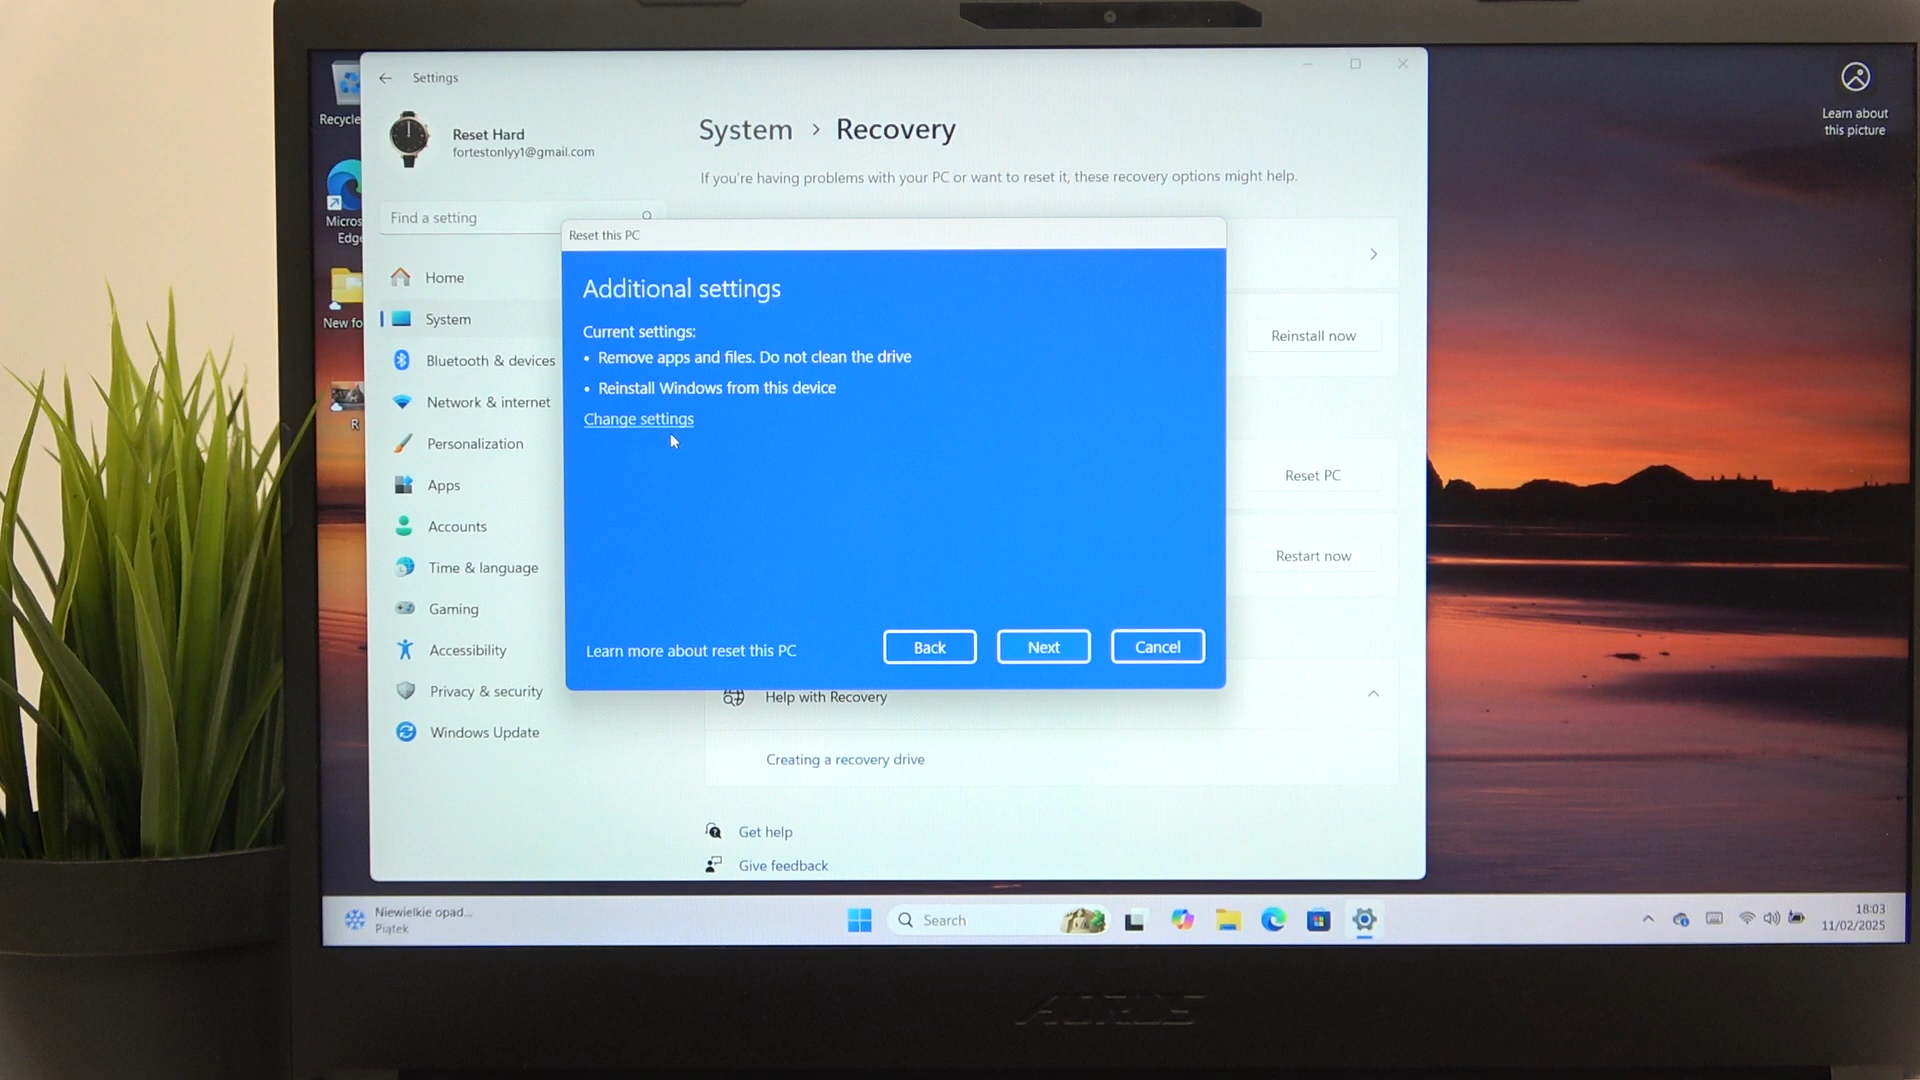 Settings
Reset Hard
fortestonlyy1@gmail.com
Find a setting
Home
System
Bluetooth & devices
Network & internet
Personalization
Apps
Accounts
Time & language
Gaming
Accessibility
Privacy & security
Windows Update
System > Recovery
If you're having problems with your PC or want to reset it, these recovery options might help.
Reinstall now
Reset PC
Restart now
Reset this PC
Additional settings
Current settings:
• Remove apps and files. Do not clean the drive
• Reinstall Windows from this device
Change settings
Learn more about reset this PC
Back
Next
Cancel
Help with Recovery
Creating a recovery drive
Get help
Give feedback
Recycle
Micros
Edge
New fo
R
Learn about
this picture
Niewielkie opad...
Piątek
Search
18:03
11/02/2025
AORUS